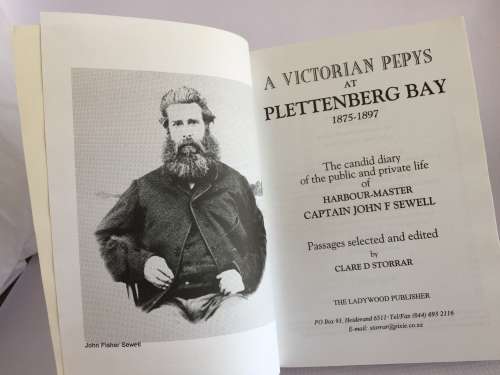 John Fisher Sewell
A VICTORIAN PEPYS
AT
PLETTENBERG BAY
1875-1897
The candid diary
of the public and private life
of
HARBOUR-MASTER
CAPTAIN JOHN F SEWELL
Passages selected and edited
by
CLARE D STORRAR
THE LADYWOOD PUBLISHER
PO Box 91, Heiderand 6511 · Tel/Fax (044) 693 2116
E-mail: storrar@pixie.co.za